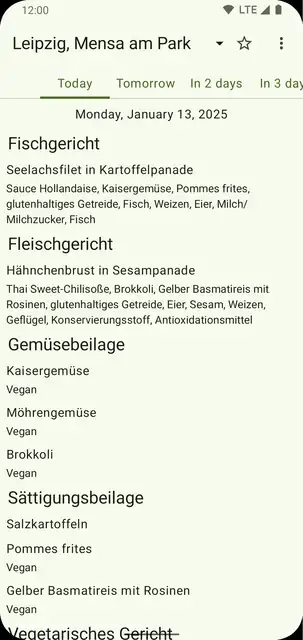 12:00 LTE
Leipzig, Mensa am Park
Today Tomorrow In 2 days In 3 day
Monday, January 13, 2025
Fischgericht
Seelachsfilet in Kartoffelpanade
Sauce Hollandaise, Kaisergemüse, Pommes frites,
glutenhaltiges Getreide, Fisch, Weizen, Eier, Milch/
Milchzucker, Fisch
Fleischgericht
Hähnchenbrust in Sesampanade
Thai Sweet-Chilisoße, Brokkoli, Gelber Basmatireis mit
Rosinen, glutenhaltiges Getreide, Eier, Sesam, Weizen,
Geflügel, Konservierungsstoff, Antioxidationsmittel
Gemüsebeilage
Kaisergemüse
Vegan
Möhrengemüse
Vegan
Brokkoli
Vegan
Sättigungsbeilage
Salzkartoffeln
Pommes frites
Vegan
Gelber Basmatireis mit Rosinen
Vegan
Vegetarisches Gericht